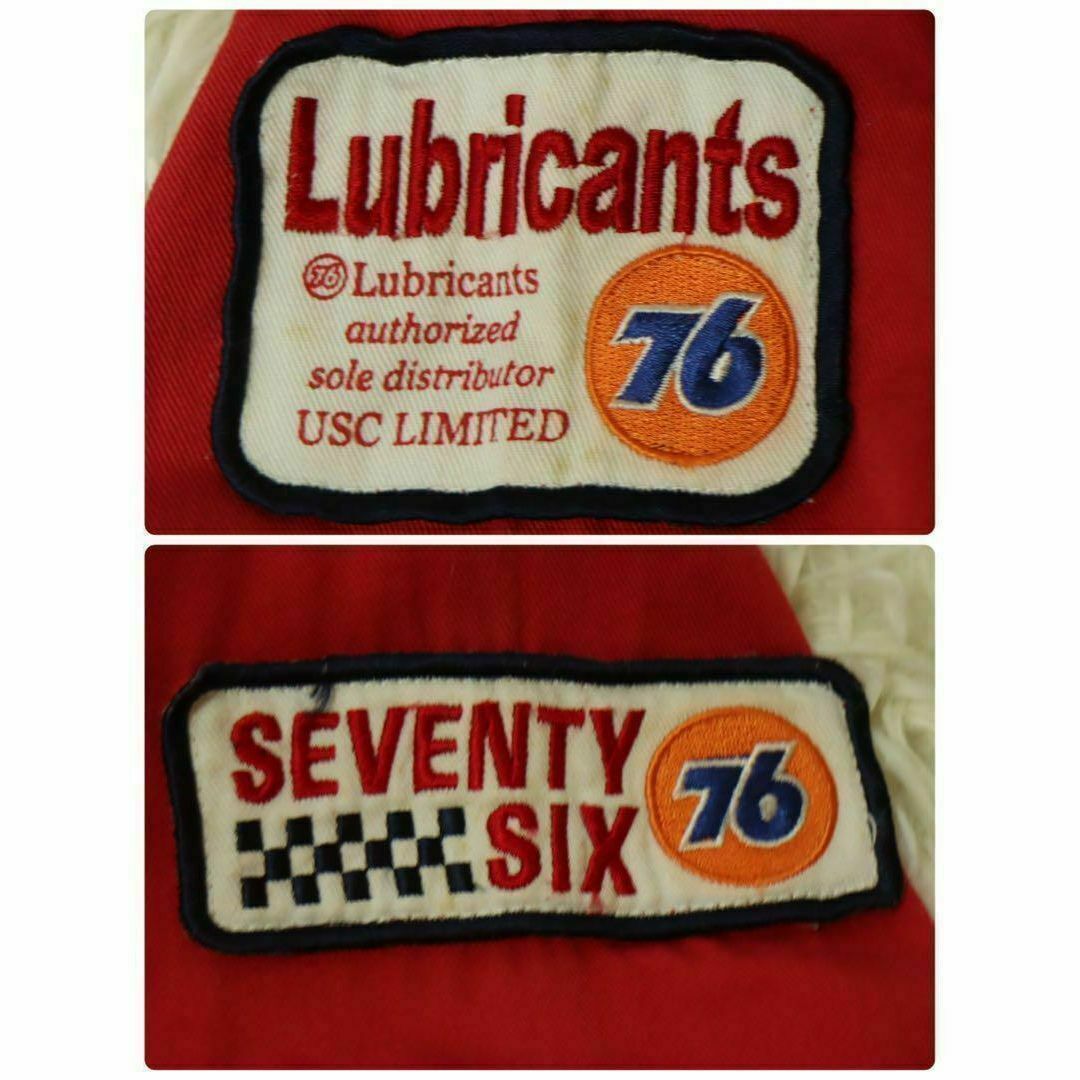 Lubricants
76 Lubricants
authorized
sole distributor
USC LIMITED
76
SEVENTY
SIX
76